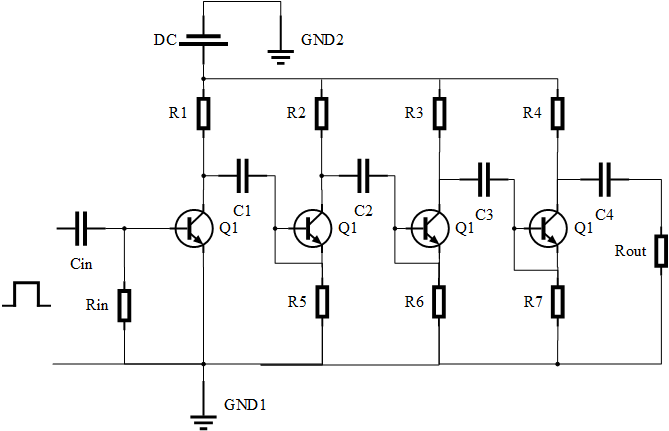 DC
GND2
R1
R2
R3
R4
C1
C2
C3
C4
Q1
Q1
Q1
Q1
Cin
Rout
Rin
R5
R6
R7
GND1